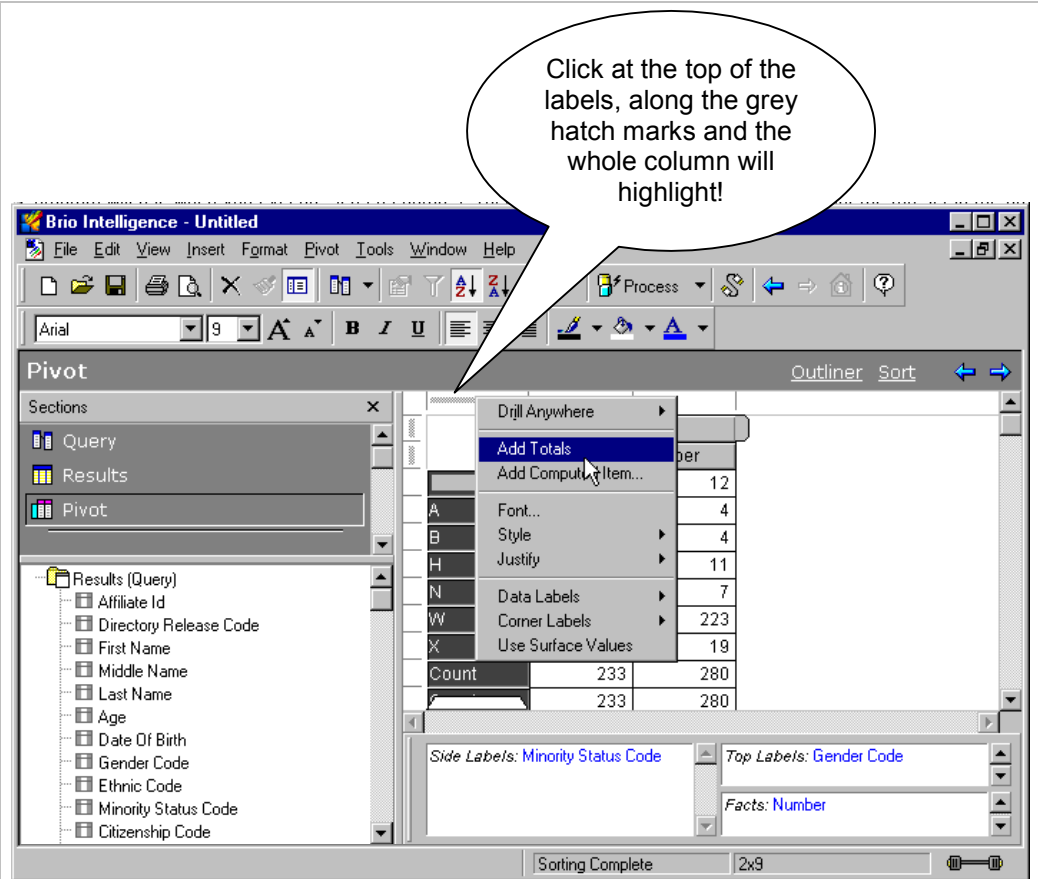 Click at the top of the
labels, along the grey
hatch marks and the
whole column will
highlight!
Brio Intelligence - Untitled
File Edit View Insert Format Pivot Tools Window Help
Process
Arial 9 B I U A
Pivot Outliner Sort
Sections
Query
Results
Pivot
Results (Query)
Affiliate Id
Directory Release Code
First Name
Middle Name
Last Name
Age
Date Of Birth
Gender Code
Ethnic Code
Minority Status Code
Citizenship Code
Drill Anywhere
Add Totals
Add Computed Item...
Font...
Style
Justify
Data Labels
Corner Labels
Use Surface Values
12
A 4
B 4
H 11
N 7
W 223
X 19
Count 233 280
233 280
Side Labels: Minority Status Code
Top Labels: Gender Code
Facts: Number
Sorting Complete 2x9